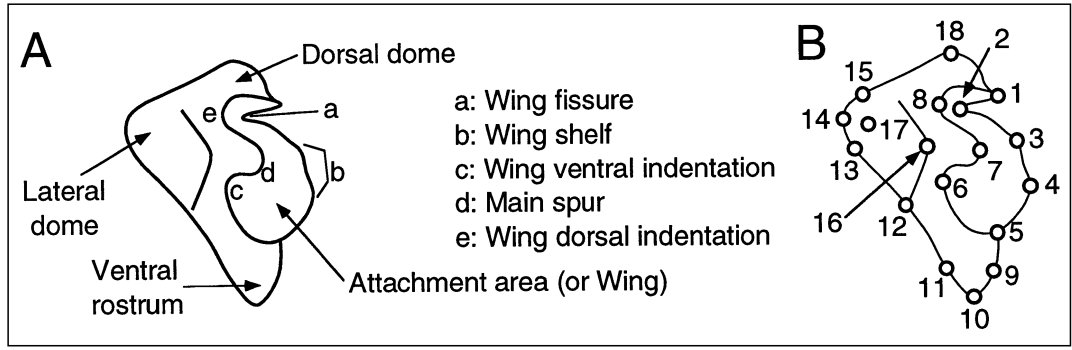 A
Dorsal dome
e
a
a: Wing fissure
b: Wing shelf
c: Wing ventral indentation
d: Main spur
e: Wing dorsal indentation
b
d
c
Lateral
dome
Ventral
rostrum
Attachment area (or Wing)
B
18
2
15
8
1
14
17
3
13
7
6
4
16
12
5
11
9
10